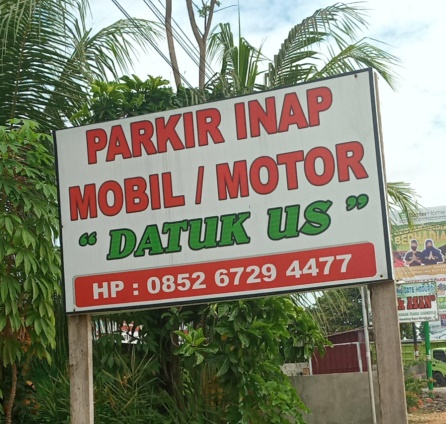 PARKIR INAP
MOBIL / MOTOR
“ DATUK US ”
HP : 0852 6729 4477